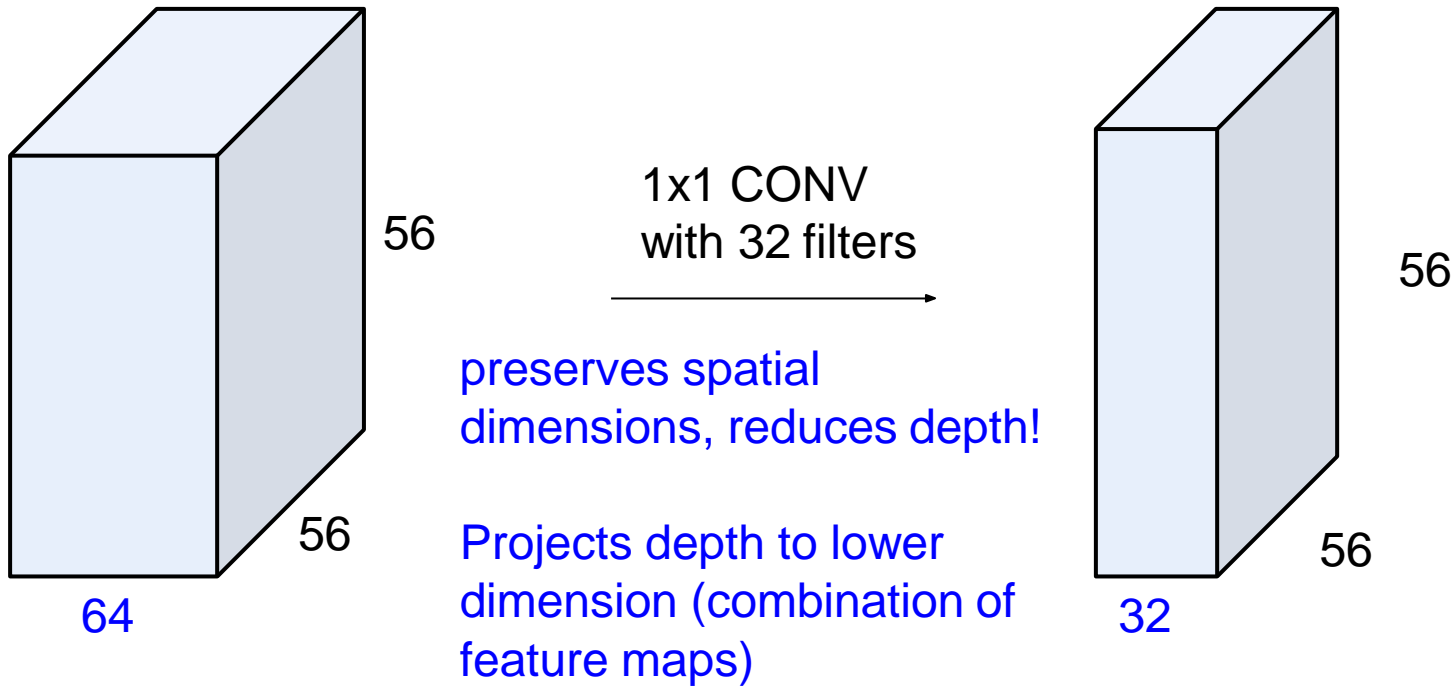 56
56
64
1x1 CONV
with 32 filters
preserves spatial
dimensions, reduces depth!
Projects depth to lower
dimension (combination of
feature maps)
56
56
32